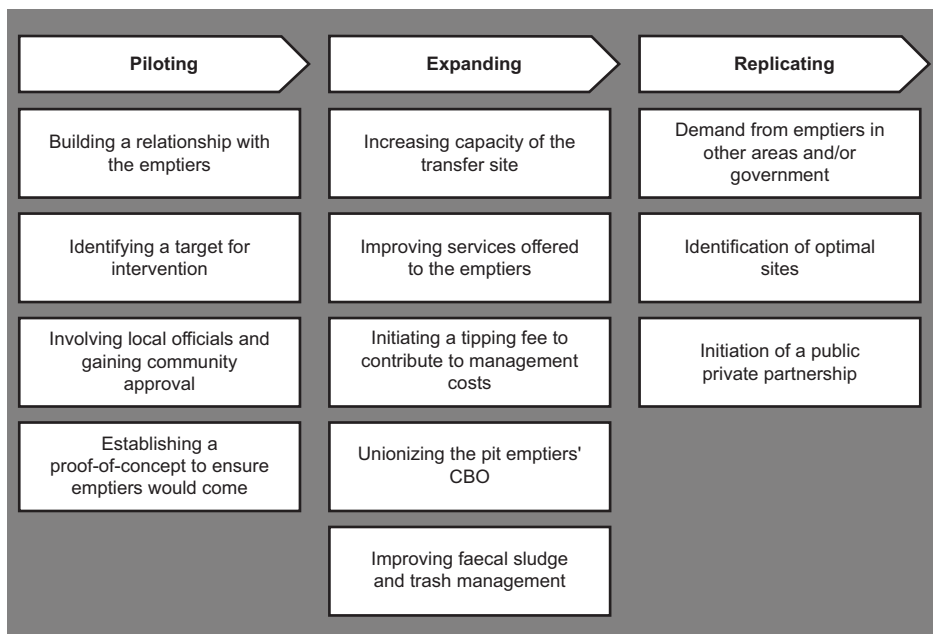 Piloting
Building a relationship with
the emptiers
Identifying a target for
intervention
Involving local officials and
gaining community
approval
Establishing a
proof-of-concept to ensure
emptiers would come
Expanding
Increasing capacity of the
transfer site
Improving services offered
to the emptiers
Initiating a tipping fee to
contribute to management
costs
Unionizing the pit emptiers'
CBO
Improving faecal sludge
and trash management
Replicating
Demand from emptiers in
other areas and/or
government
Identification of optimal
sites
Initiation of a public
private partnership